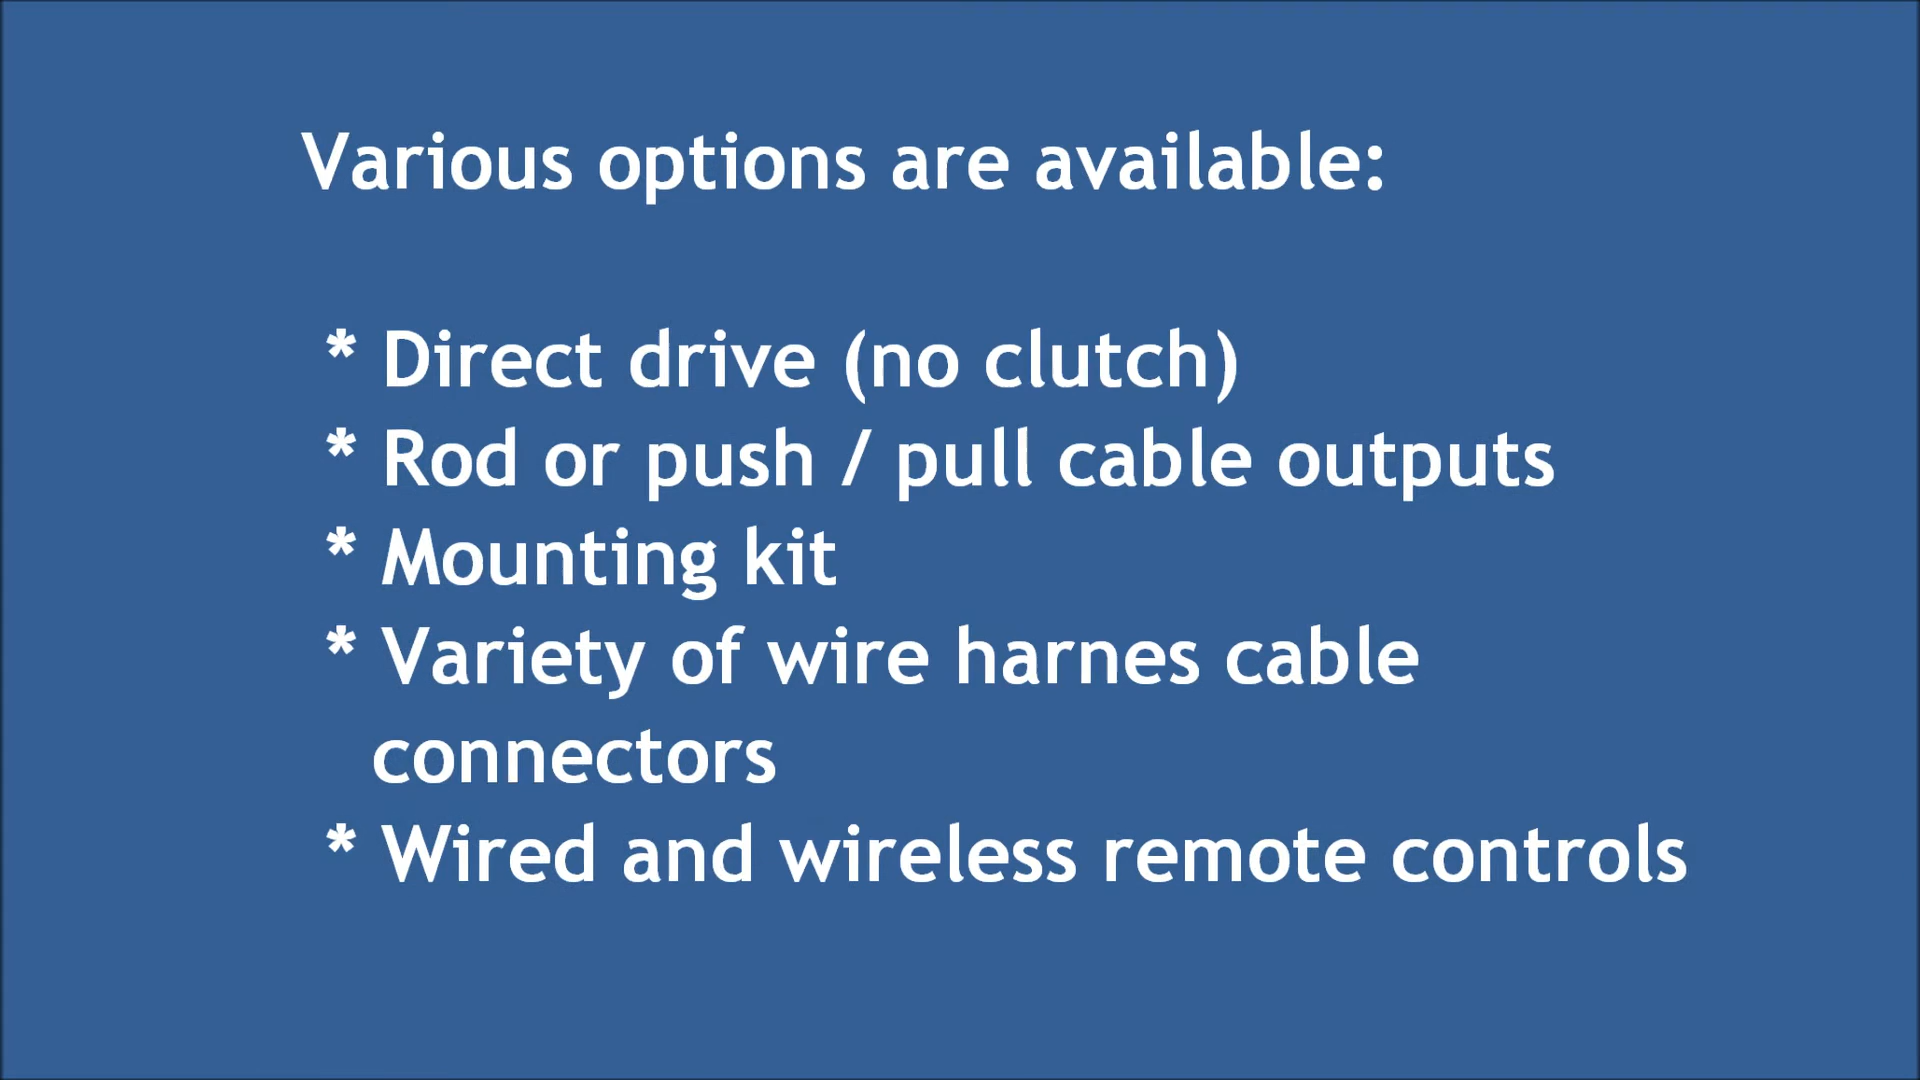 Various options are available:
* Direct drive (no clutch)
* Rod or push / pull cable outputs
* Mounting kit
* Variety of wire harnes cable
connectors
* Wired and wireless remote controls